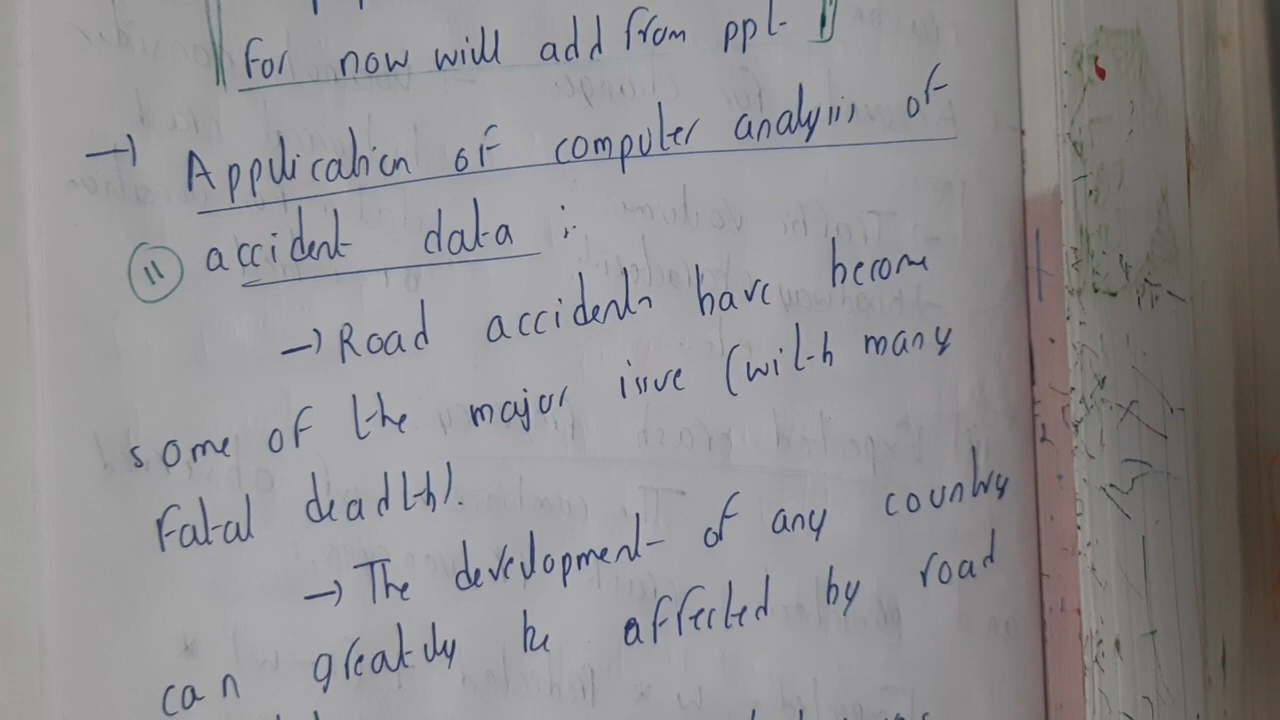 for now will add from ppt
→ Application of computer analysis of
11 accident data :
→ Road accidents have become
some of the major issue (with many
Fatal deadths).
→ The development of any country
can greatly be affected by road